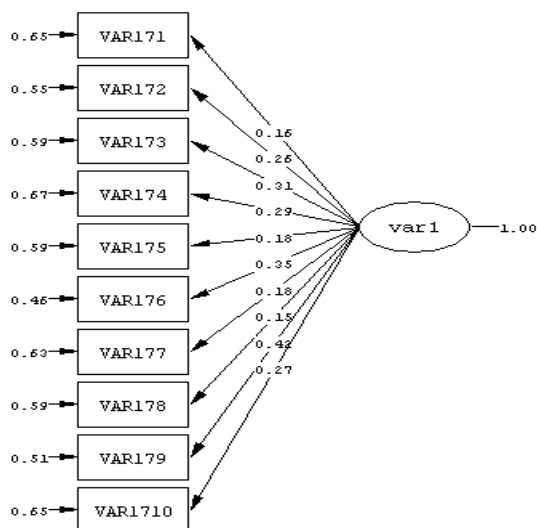 0.65 VAR171
0.55 VAR172
0.59 VAR173
0.67 VAR174
0.59 VAR175
0.46 VAR176
0.63 VAR177
0.59 VAR178
0.51 VAR179
0.65 VAR1710
0.16
0.26
0.31
0.29
0.18
0.35
0.18
0.15
0.42
0.27
var1 1.00